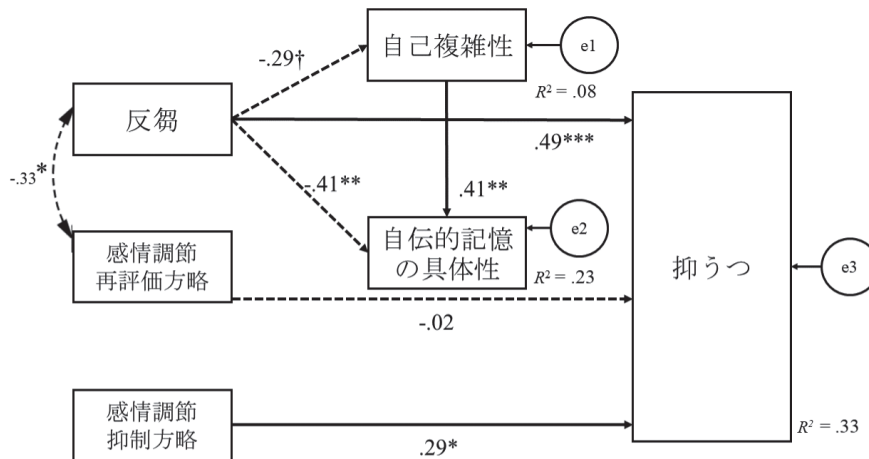 自己複雑性
e1
-.29†
R² = .08
反芻
.49***
-.33*
-.41**
.41**
e2
自伝的記憶
の具体性
感情調節
再評価方略
R² = .23
抑うつ
e3
-.02
感情調節
抑制方略
.29*
R² = .33